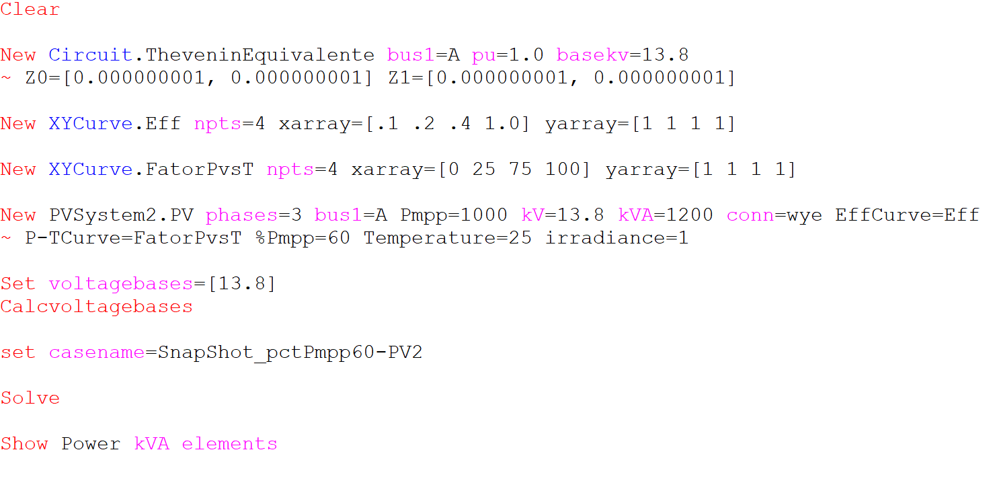 Clear
New Circuit.TheveninEquivalente bus1=A pu=1.0 basekv=13.8
~ Z0=[0.000000001, 0.000000001] Z1=[0.000000001, 0.000000001]
New XYCurve.Eff npts=4 xarray=[.1 .2 .4 1.0] yarray=[1 1 1 1]
New XYCurve.FatorPvsT npts=4 xarray=[0 25 75 100] yarray=[1 1 1 1]
New PVSystem2.PV phases=3 bus1=A Pmpp=1000 kV=13.8 kVA=1200 conn=wye EffCurve=Eff
~ P-TCurve=FatorPvsT %Pmpp=60 Temperature=25 irradiance=1
Set voltagebases=[13.8]
Calcvoltagebases
set casename=SnapShot_pctPmpp60-PV2
Solve
Show Power kVA elements